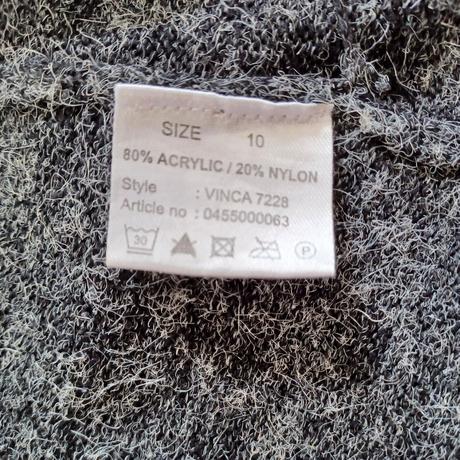 SIZE 10
80% ACRYLIC / 20% NYLON
Style : VINCA 7228
Article no : 0455000063
30 P